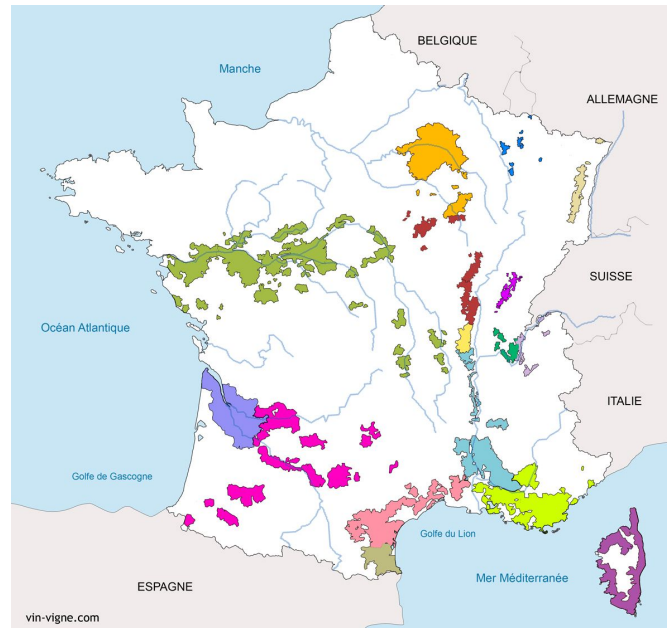 BELGIQUE
Manche
ALLEMAGNE
SUISSE
Océan Atlantique
ITALIE
Golfe de Gascogne
Golfe du Lion
Mer Méditerranée
ESPAGNE
vin-vigne.com